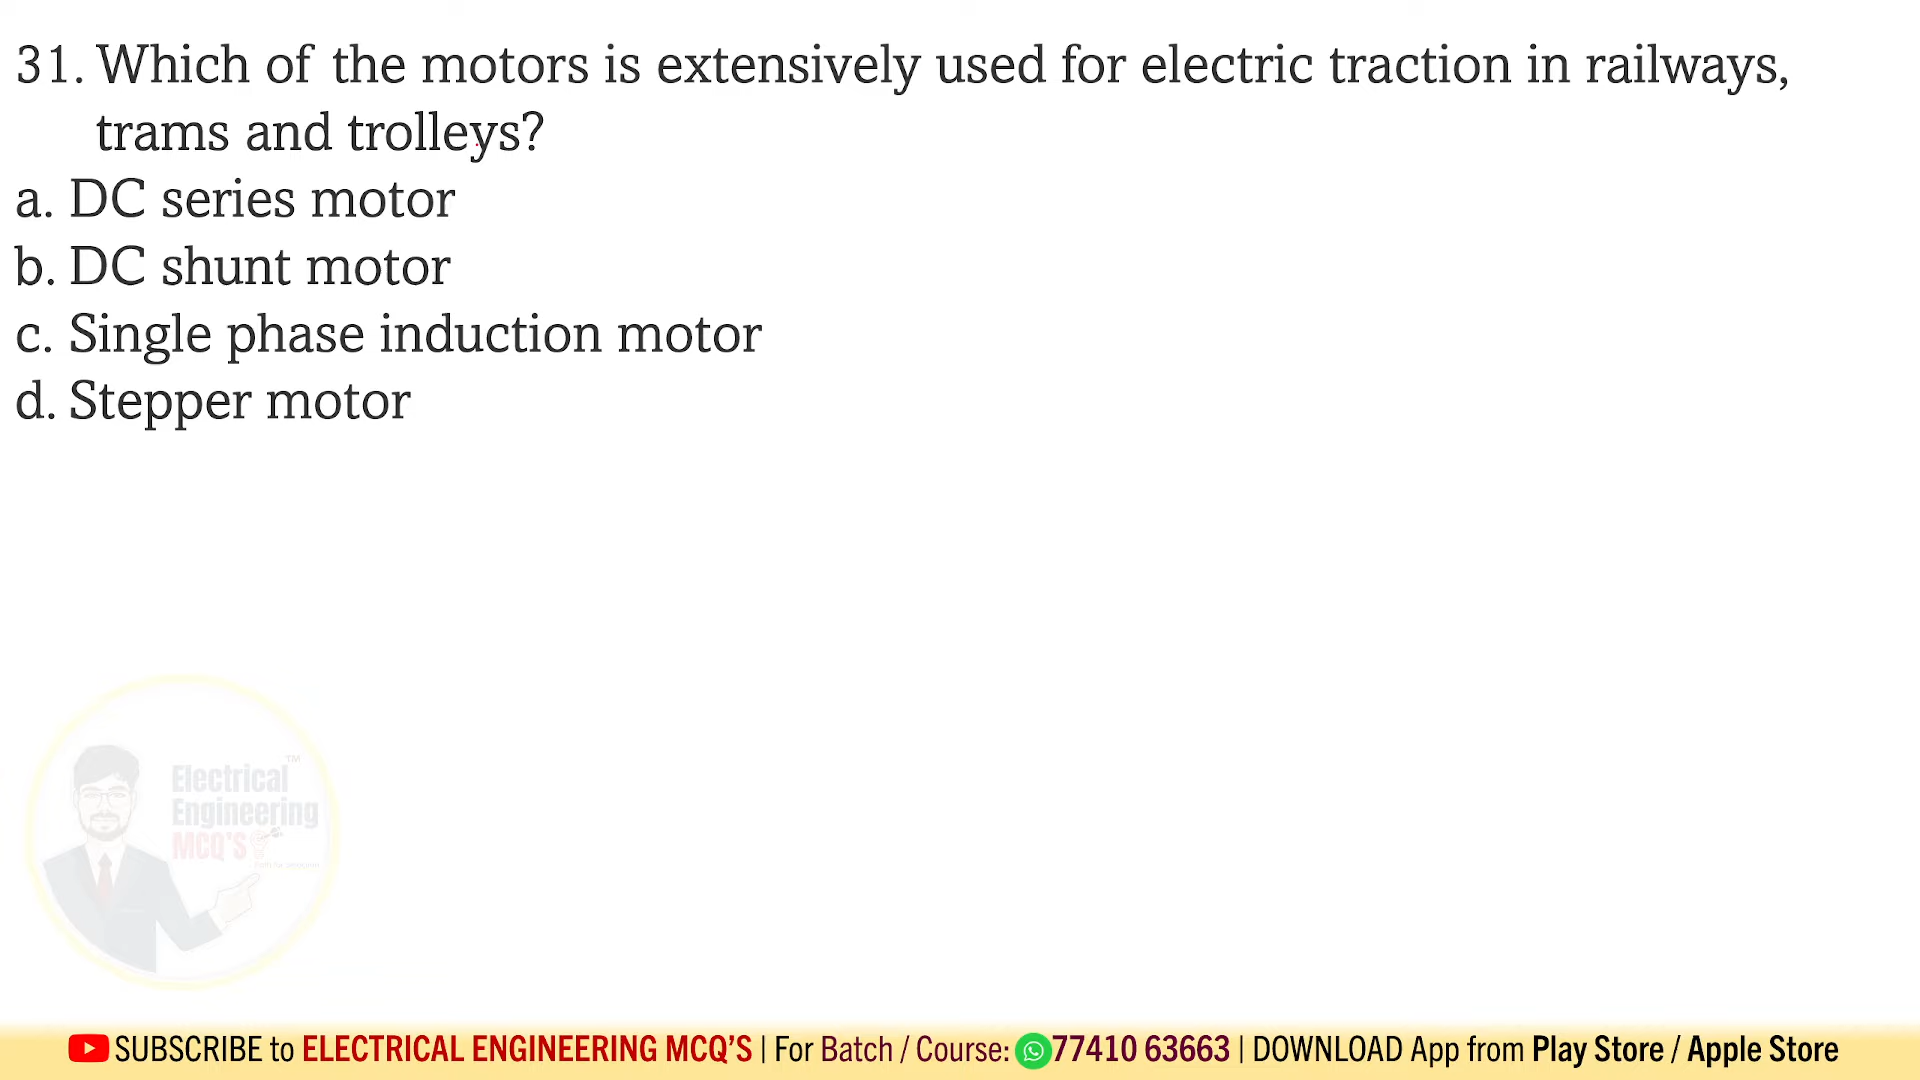 31. Which of the motors is extensively used for electric traction in railways,
trams and trolleys?
a. DC series motor
b. DC shunt motor
c. Single phase induction motor
d. Stepper motor
Electrical™
Engineering
MCQ'S
SUBSCRIBE to ELECTRICAL ENGINEERING MCQ'S | For Batch / Course: 77410 63663 | DOWNLOAD App from Play Store / Apple Store